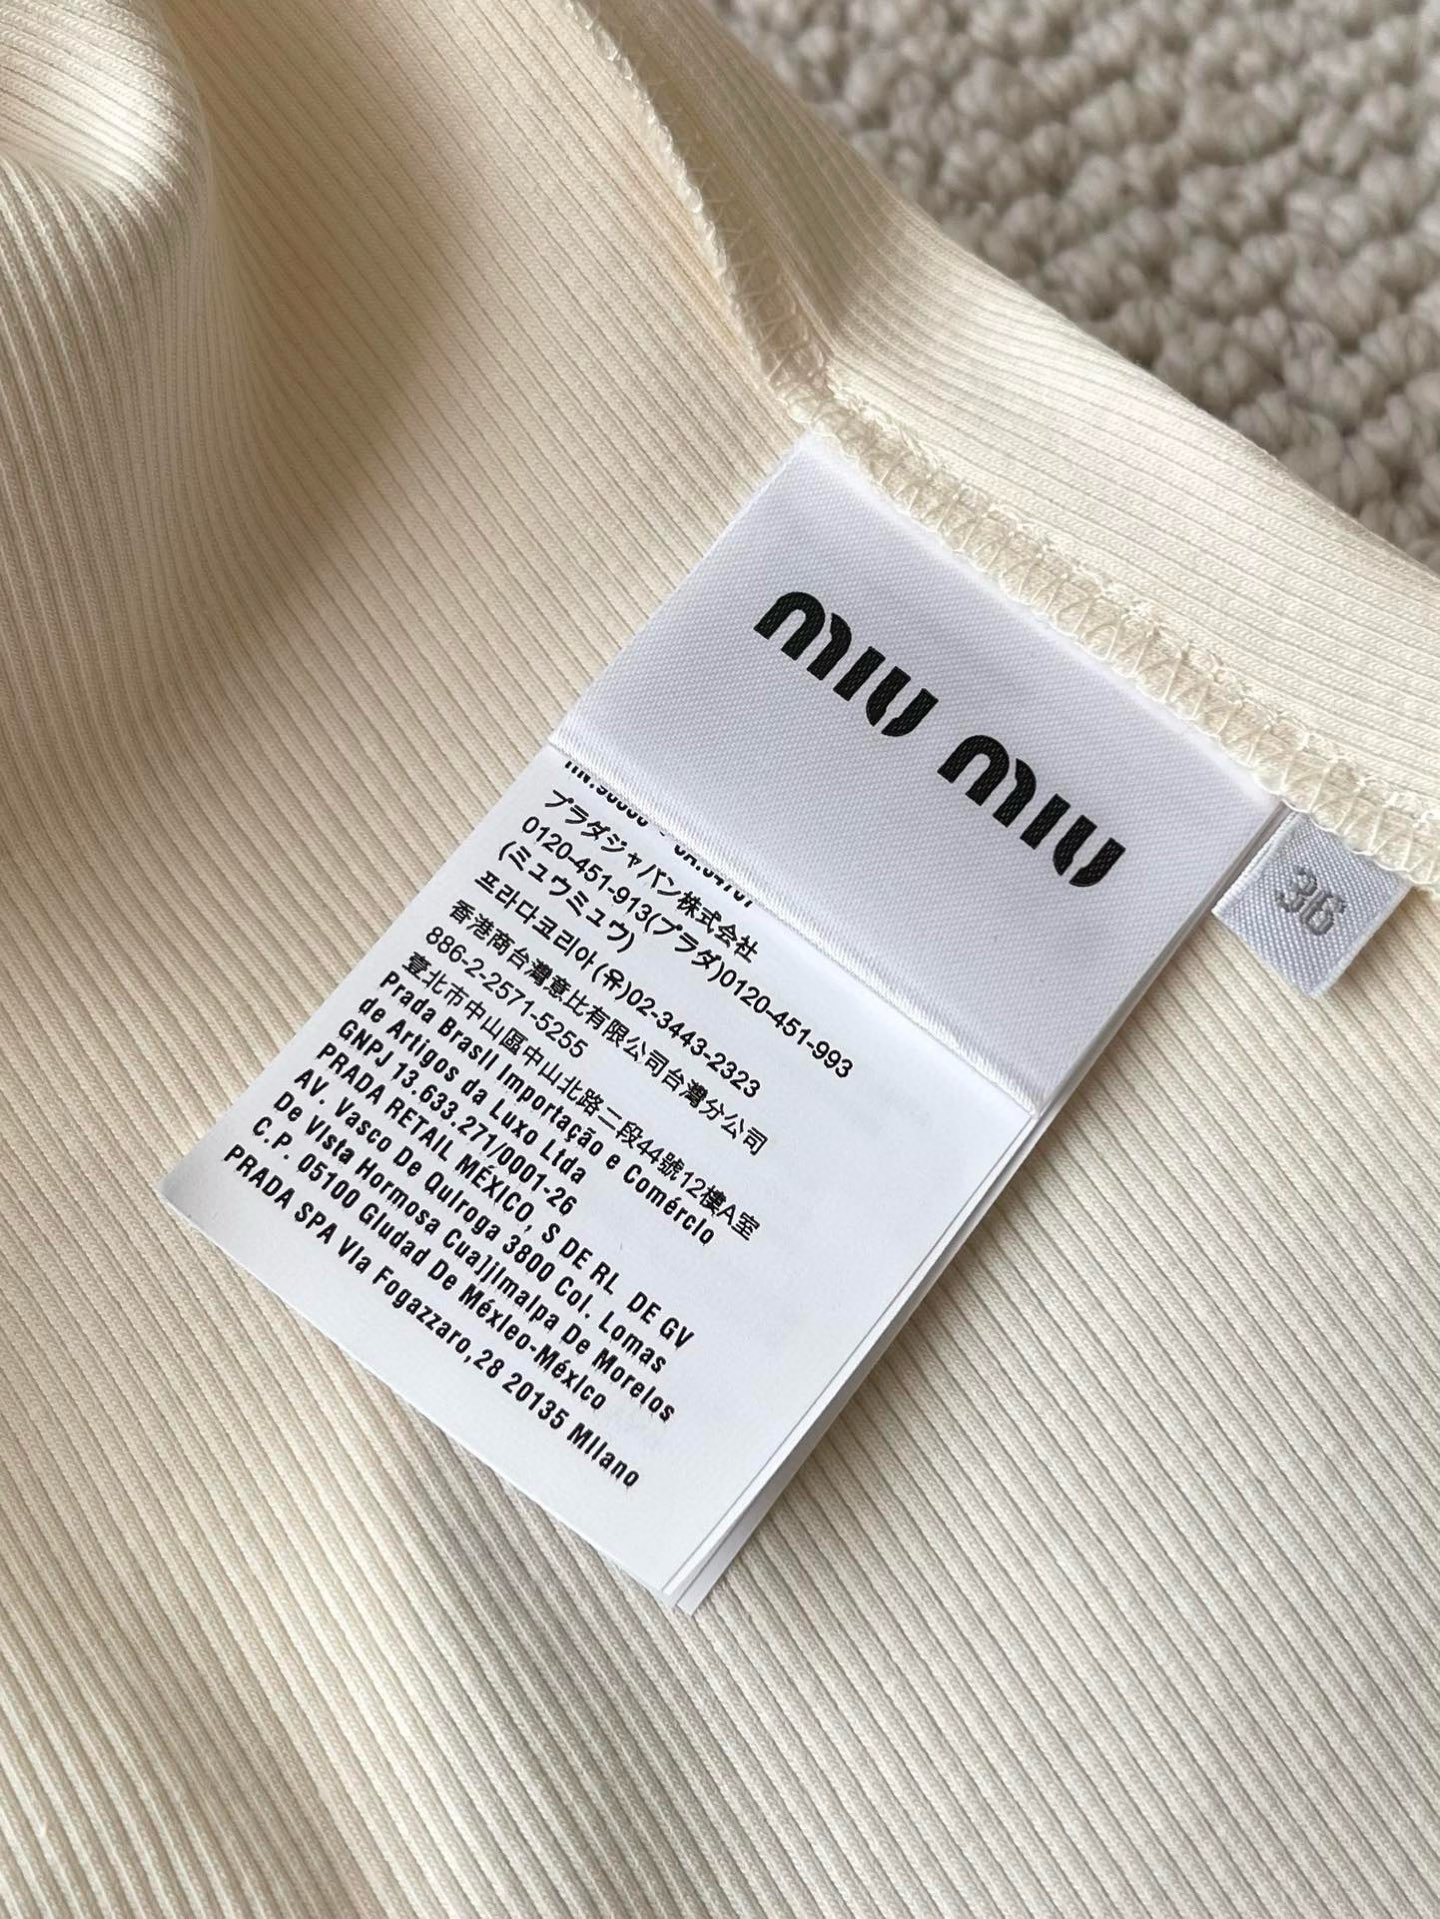 miu miu
36
プラダジャパン株式会社
0120-451-913(プラダ)0120-451-993
(ミュウミュウ)
프라다코리아(유)02-3443-2323
香港商台灣意比有限公司台灣分公司
886-2-2571-5255
臺北市中山區中山北路二段44號12樓A室
Prada BrasIl Importação e ComércIo
de ArtIgos da Luxo Ltda
GNPJ 13.633.271/0001-26
PRADA RETAIL MÉXICO, S DE RL DE GV
AV. Vasco De QuIroga 3800 Col. Lomas
De VIsta Hormosa CuaJJImalpa De Morelos
C.P. 05100 GIudad De Méxleo-MéxIco
PRADA SPA VIa Fogazzaro,28 20135 MIlano